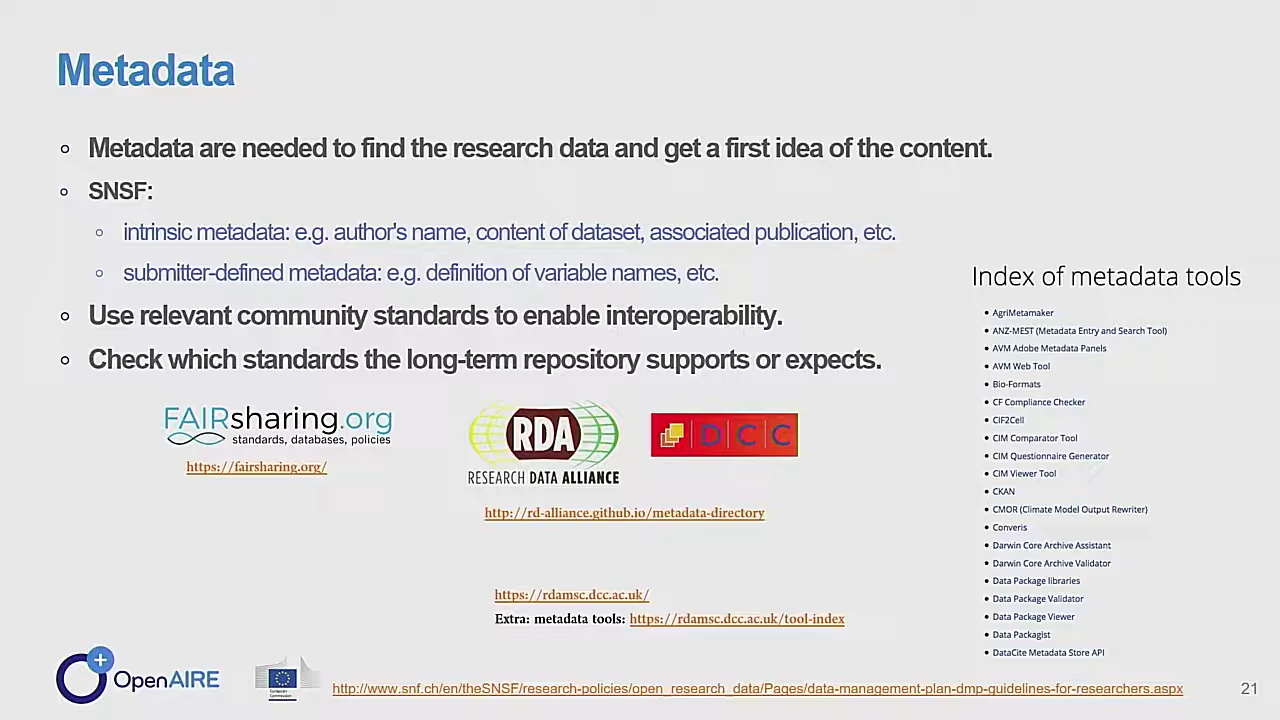 Metadata
Metadata are needed to find the research data and get a first idea of the content.
SNSF:
intrinsic metadata: e.g. author's name, content of dataset, associated publication, etc.
submitter-defined metadata: e.g. definition of variable names, etc.
Use relevant community standards to enable interoperability.
Check which standards the long-term repository supports or expects.
FAIRsharing.org
standards, databases, policies
https://fairsharing.org/
RDA
RESEARCH DATA ALLIANCE
DCC
http://rd-alliance.github.io/metadata-directory
https://rdamsc.dcc.ac.uk/
Extra: metadata tools: https://rdamsc.dcc.ac.uk/tool-index
Index of metadata tools
AgriMetamaker
ANZ-MEST (Metadata Entry and Search Tool)
AVM Adobe Metadata Panels
AVM Web Tool
Bio-Formats
CF Compliance Checker
CIF2Cell
CIM Comparator Tool
CIM Questionnaire Generator
CIM Viewer Tool
CKAN
CMOR (Climate Model Output Rewriter)
Converis
Darwin Core Archive Assistant
Darwin Core Archive Validator
Data Package libraries
Data Package Validator
Data Package Viewer
Data Packagist
DataCite Metadata Store API
OpenAIRE
European
Commission
http://www.snf.ch/en/theSNSF/research-policies/open_research_data/Pages/data-management-plan-dmp-guidelines-for-researchers.aspx
21